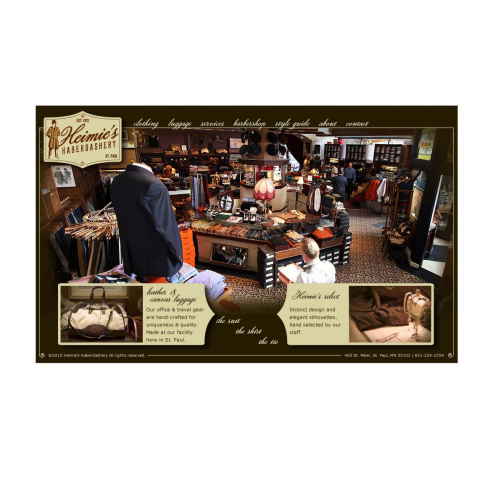 Heimie's
HABERDASHERY
ST. PAUL
clothing luggage services barbershop style guide about contact
leather &
canvas luggage
Our office & travel gear
are hand-crafted for
uniqueness & quality.
Made at our facility
here in St. Paul.
the suit
the shirt
the tie
Heimie's select
Distinct design and
elegant silhouettes,
hand selected by our
staff.
©2010 Heimie's Haberdashery All rights reserved.
400 St. Peter, St. Paul, MN 55102 | 651-224-2354